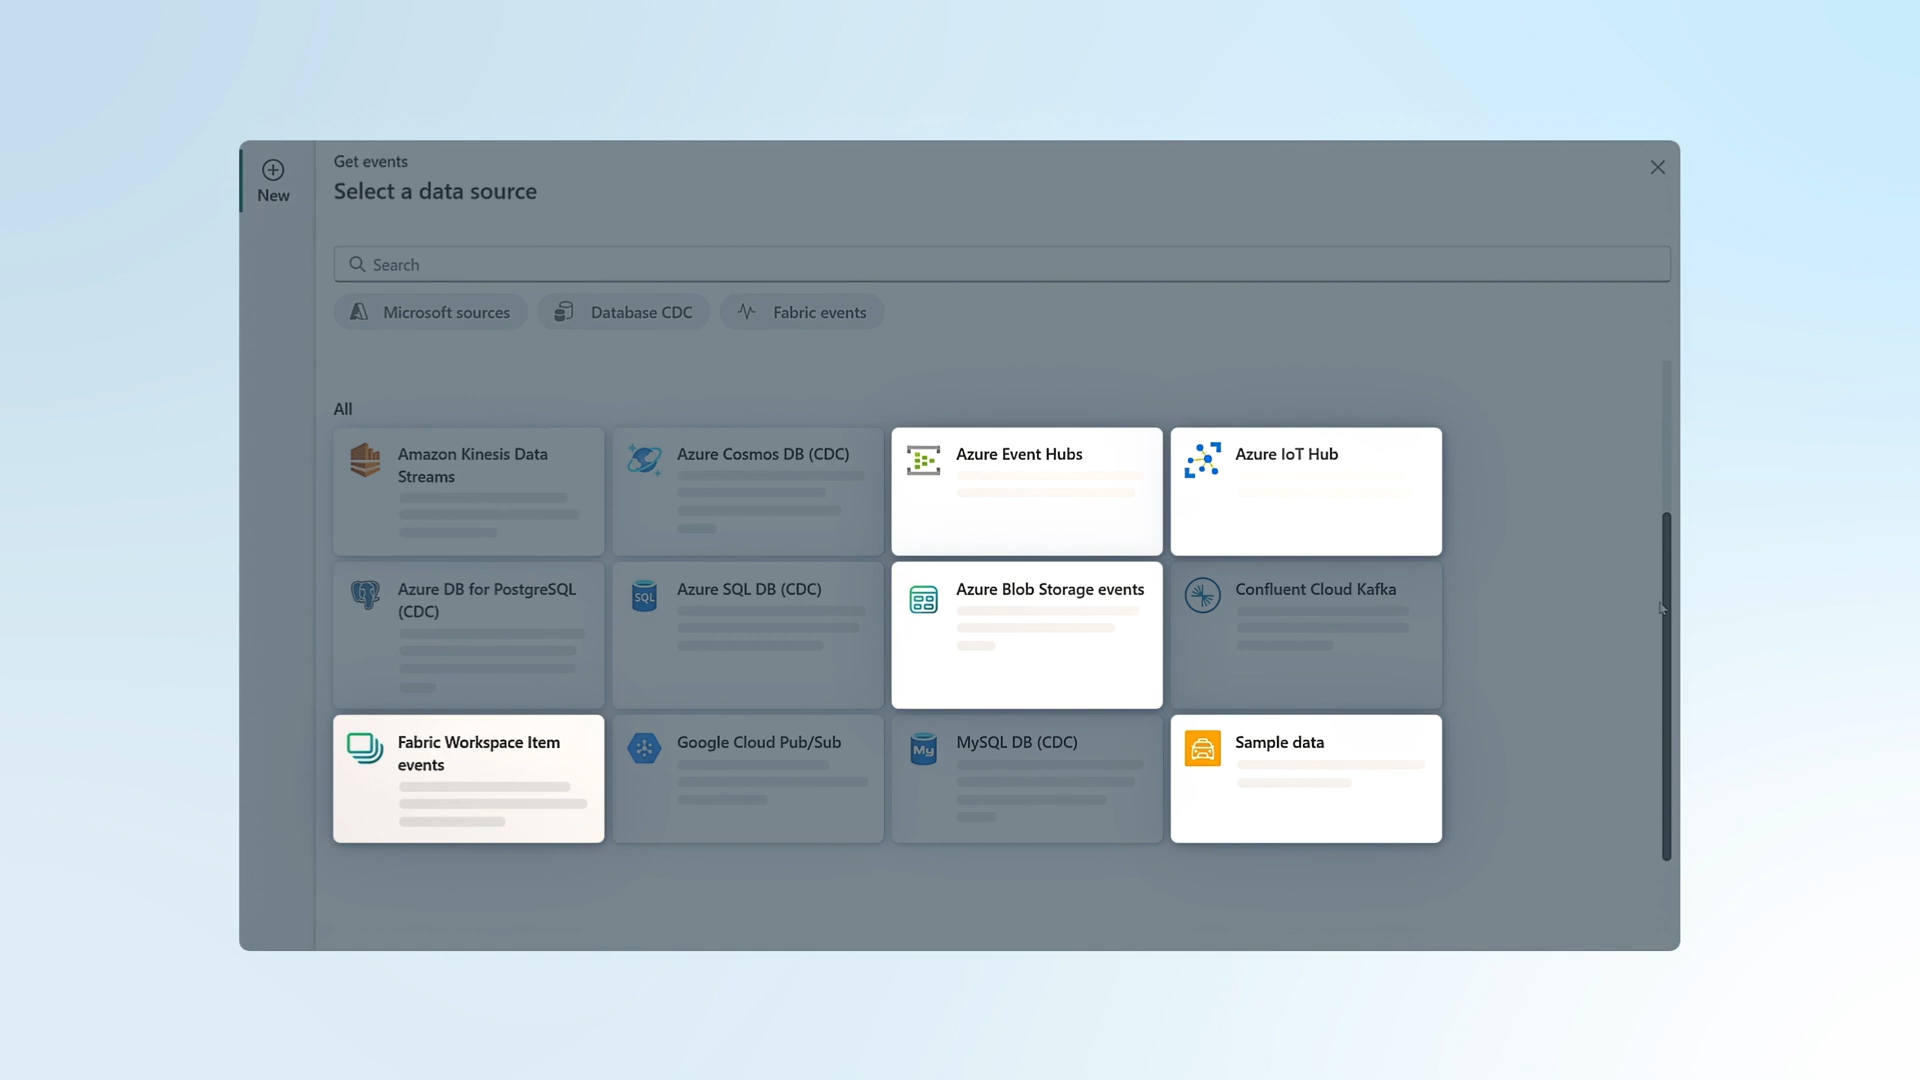 New
Get events
Select a data source
Search
Microsoft sources
Database CDC
Fabric events
All
Amazon Kinesis Data
Streams
Azure Cosmos DB (CDC)
Azure Event Hubs
Azure IoT Hub
Azure DB for PostgreSQL
(CDC)
Azure SQL DB (CDC)
SQL
Azure Blob Storage events
Confluent Cloud Kafka
Fabric Workspace Item
events
Google Cloud Pub/Sub
My
MySQL DB (CDC)
Sample data